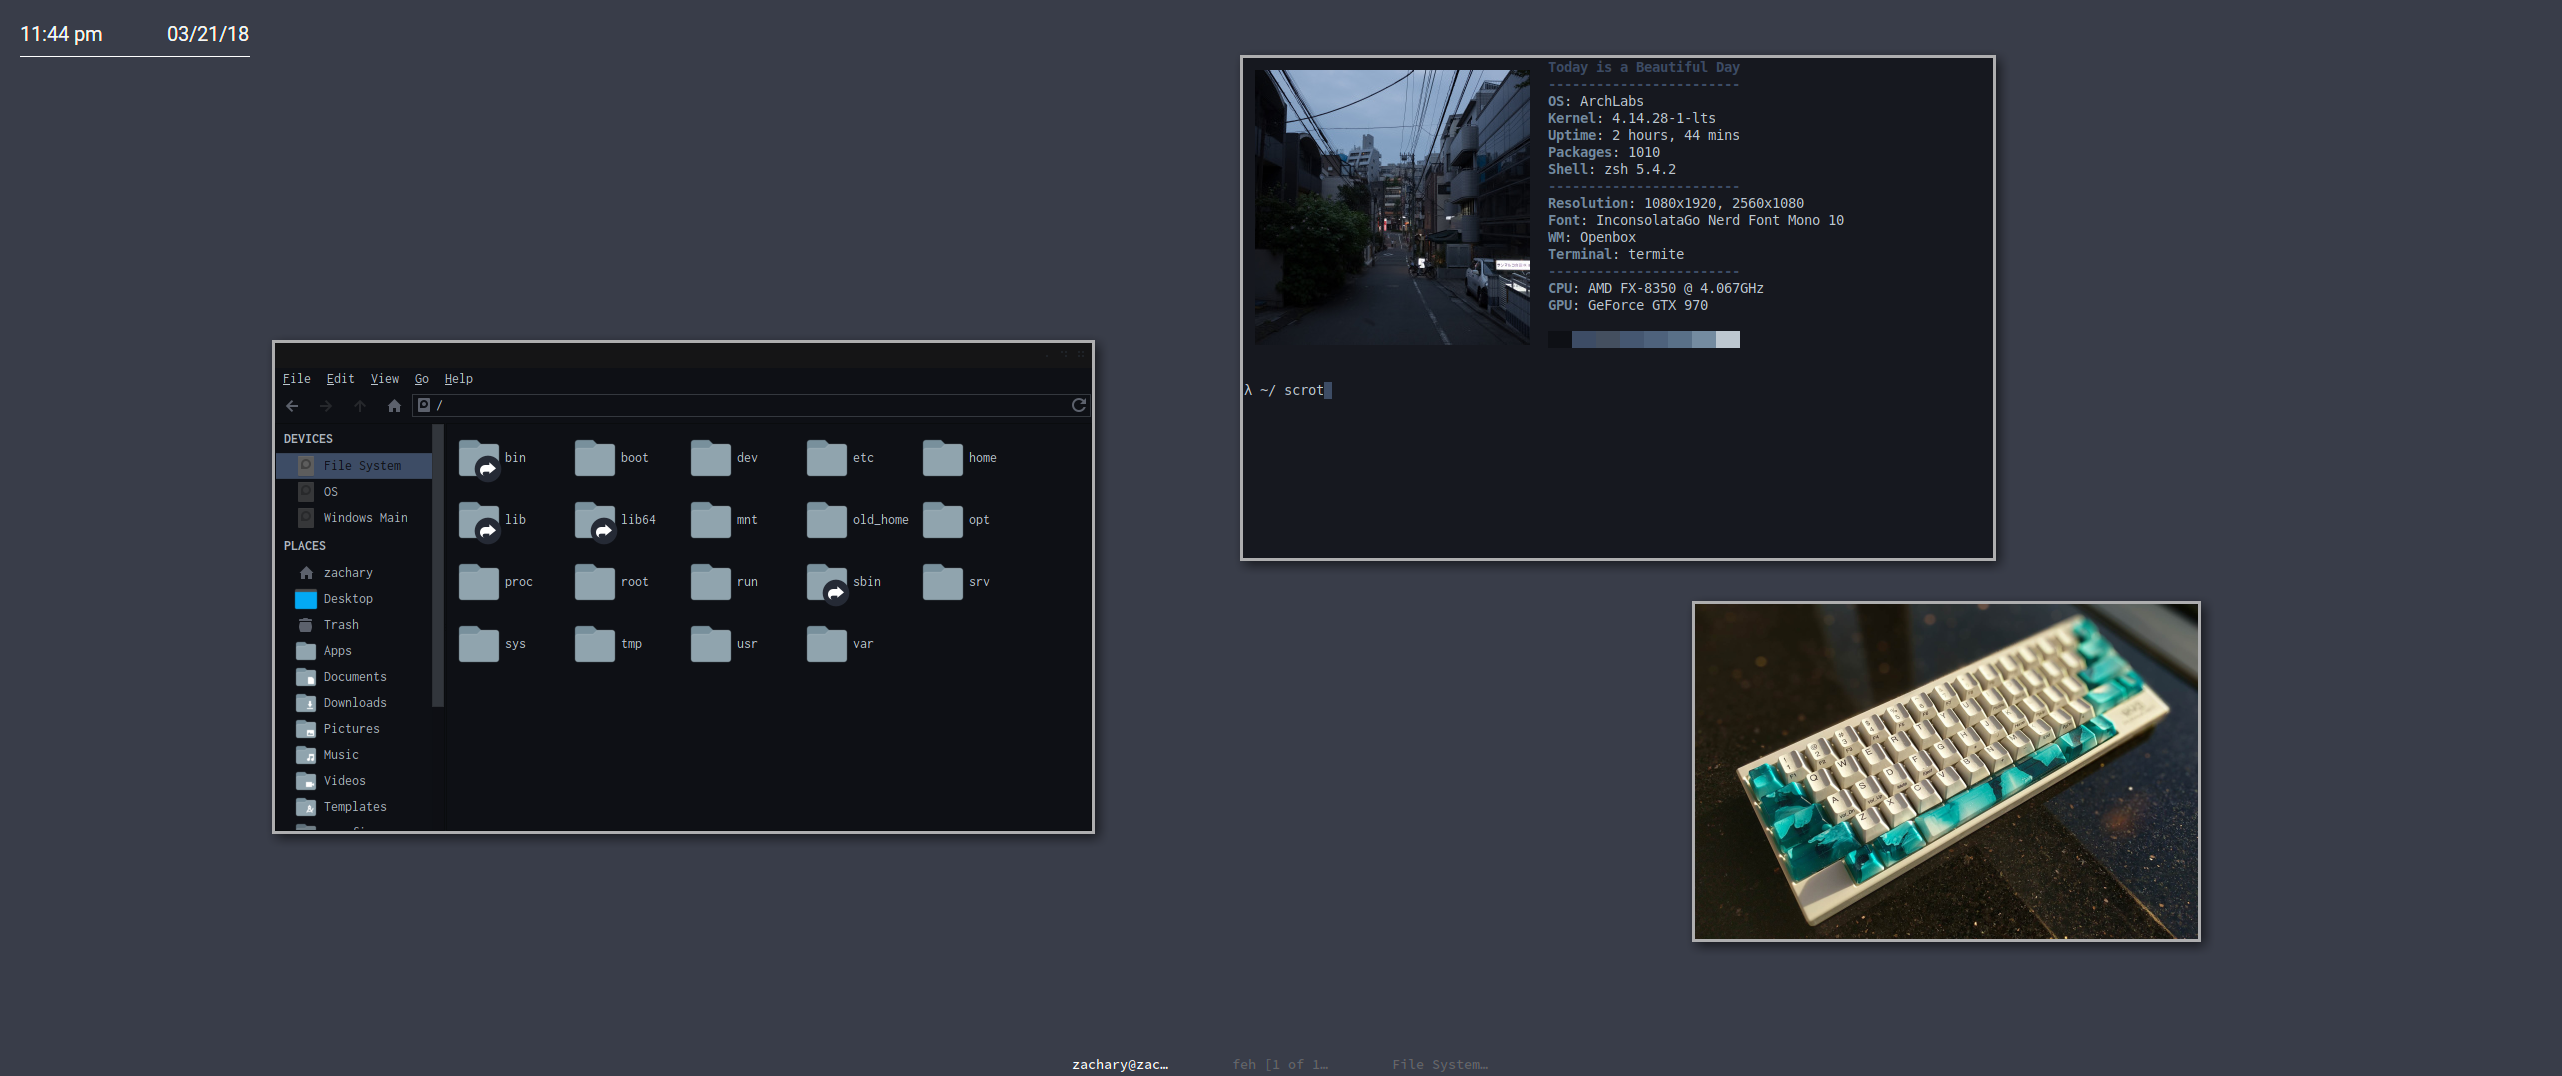 11:44 pm 03/21/18
Today is a Beautiful Day
------------------------
OS: ArchLabs
Kernel: 4.14.28-1-lts
Uptime: 2 hours, 44 mins
Packages: 1010
Shell: zsh 5.4.2
------------------------
Resolution: 1080x1920, 2560x1080
Font: InconsolataGo Nerd Font Mono 10
WM: Openbox
Terminal: termite
------------------------
CPU: AMD FX-8350 @ 4.067GHz
GPU: GeForce GTX 970
λ ~/ scrot
File Edit View Go Help
/
DEVICES
File System
OS
Windows Main
PLACES
zachary
Desktop
Trash
Apps
Documents
Downloads
Pictures
Music
Videos
Templates
bin boot dev etc home
lib lib64 mnt old_home opt
proc root run sbin srv
sys tmp usr var
Q W E R T Y U
A S D F G H J K
Z X C V B N M
zachary@zac…
feh [1 of 1…
File System…